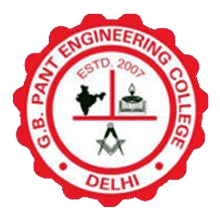 G.B. PANT ENGINEERING COLLEGE
ESTD. 2007
• DELHI •